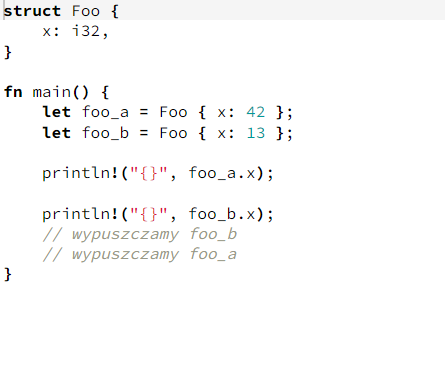 struct Foo {
    x: i32,
}
fn main() {
    let foo_a = Foo { x: 42 };
    let foo_b = Foo { x: 13 };
    println!("{}", foo_a.x);
    println!("{}", foo_b.x);
    // wypuszczamy foo_b
    // wypuszczamy foo_a
}